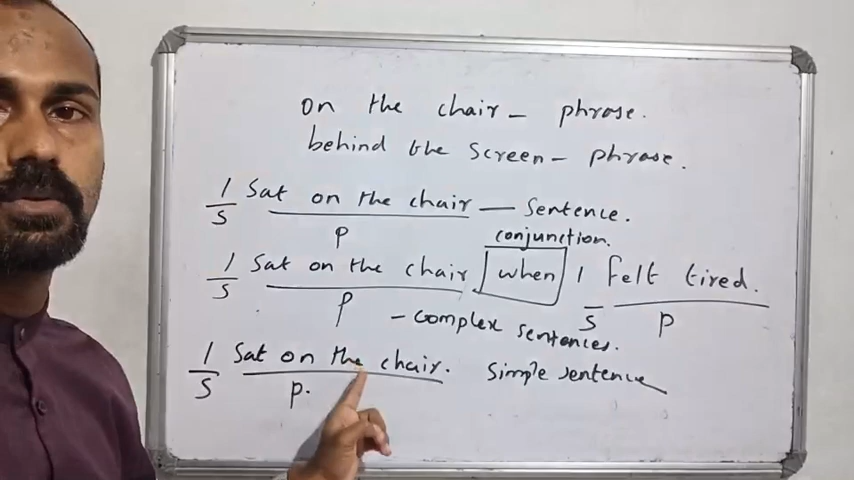 on the chair - phrase.
behind the screen - phrase.
I sat on the chair — sentence.
S P
conjunction.
I sat on the chair when I felt tired.
S P S P
- complex sentences.
I sat on the chair. simple sentence
S P.